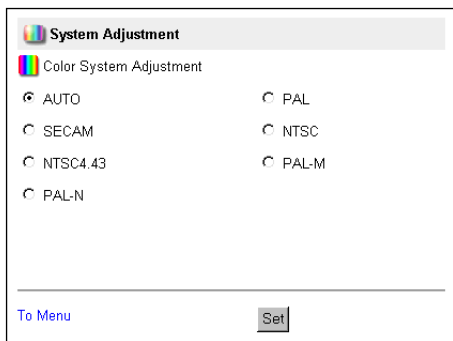 System Adjustment
Color System Adjustment
AUTO PAL
SECAM NTSC
NTSC4.43 PAL-M
PAL-N
To Menu Set